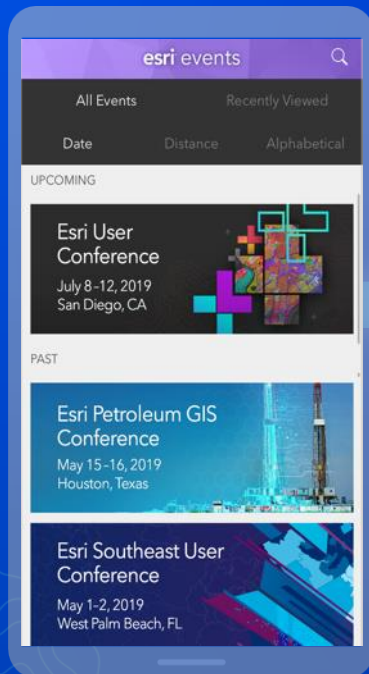 esri events
All Events Recently Viewed
Date Distance Alphabetical
UPCOMING
Esri User
Conference
July 8-12, 2019
San Diego, CA
PAST
Esri Petroleum GIS
Conference
May 15-16, 2019
Houston, Texas
Esri Southeast User
Conference
May 1-2, 2019
West Palm Beach, FL